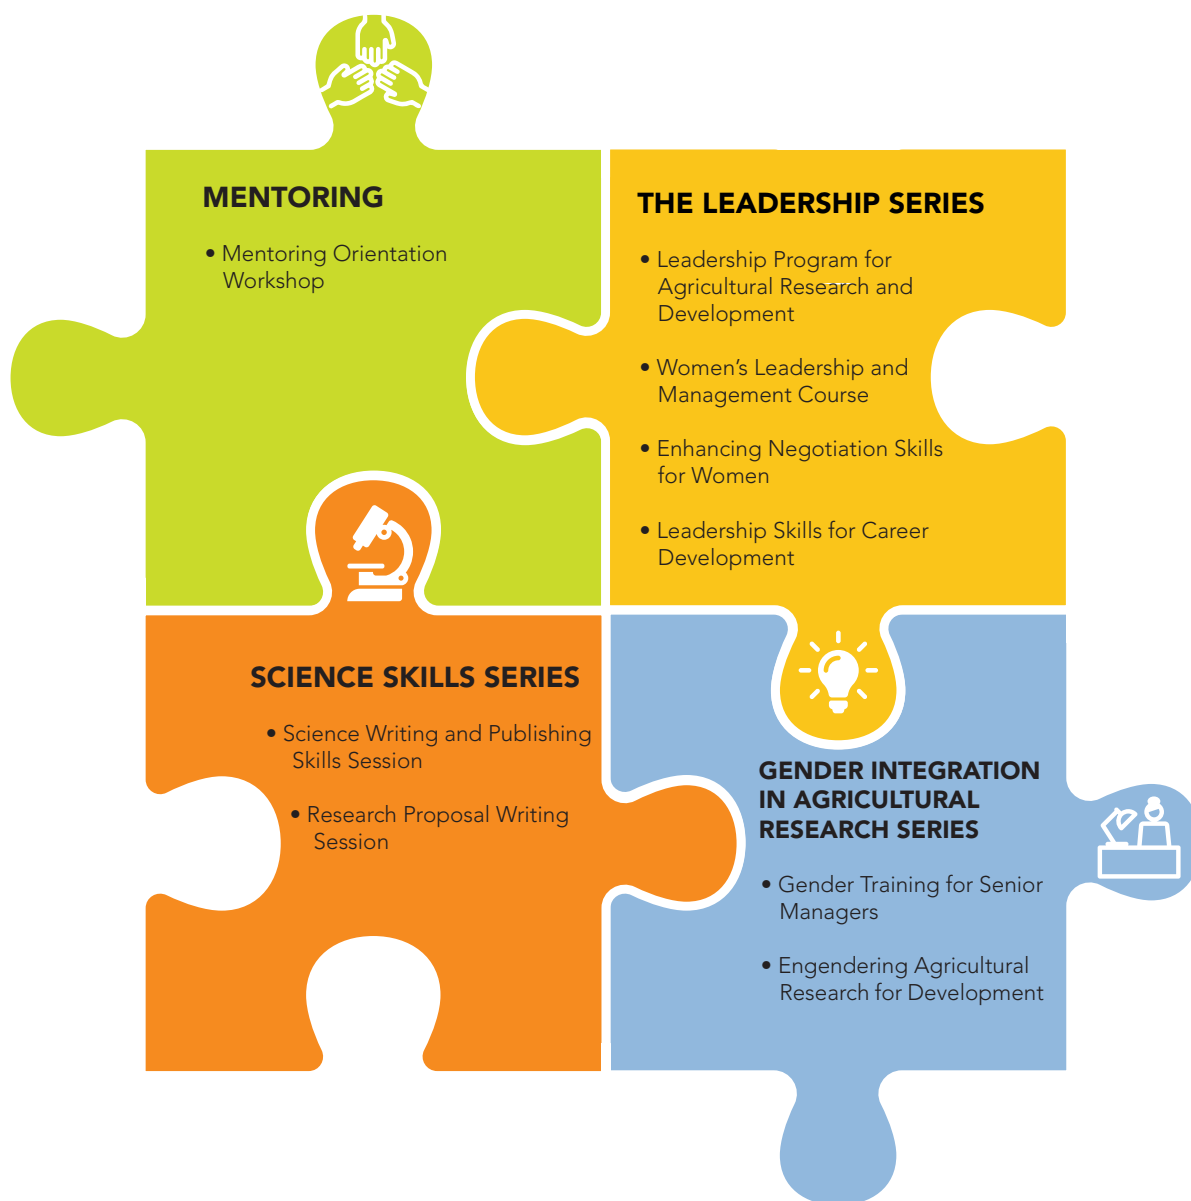 MENTORING
• Mentoring Orientation
Workshop
THE LEADERSHIP SERIES
• Leadership Program for
Agricultural Research and
Development
• Women’s Leadership and
Management Course
• Enhancing Negotiation Skills
for Women
• Leadership Skills for Career
Development
SCIENCE SKILLS SERIES
• Science Writing and Publishing
Skills Session
• Research Proposal Writing
Session
GENDER INTEGRATION
IN AGRICULTURAL
RESEARCH SERIES
• Gender Training for Senior
Managers
• Engendering Agricultural
Research for Development